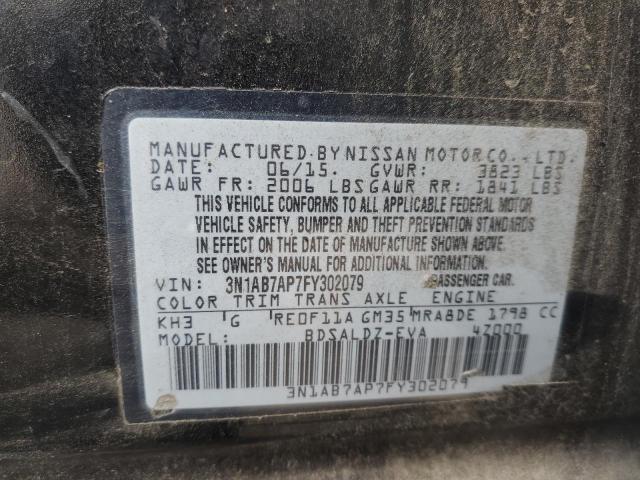 MANUFACTURED BY NISSAN MOTOR CO., LTD.
DATE: 06/15. GVWR: 3823 LBS
GAWR FR: 2006 LBS GAWR RR: 1841 LBS
THIS VEHICLE CONFORMS TO ALL APPLICABLE FEDERAL MOTOR
VEHICLE SAFETY, BUMPER AND THEFT PREVENTION STANDARDS
IN EFFECT ON THE DATE OF MANUFACTURE SHOWN ABOVE.
SEE OWNER'S MANUAL FOR ADDITIONAL INFORMATION.
VIN: 3N1AB7AP7FY302079 PASSENGER CAR.
COLOR TRIM TRANS AXLE ENGINE
KH3 G RE0F11A GM35 MRA8DE 1798 CC
BDSALDZ-EVA 4Z000
3N1AB7AP7FY302079